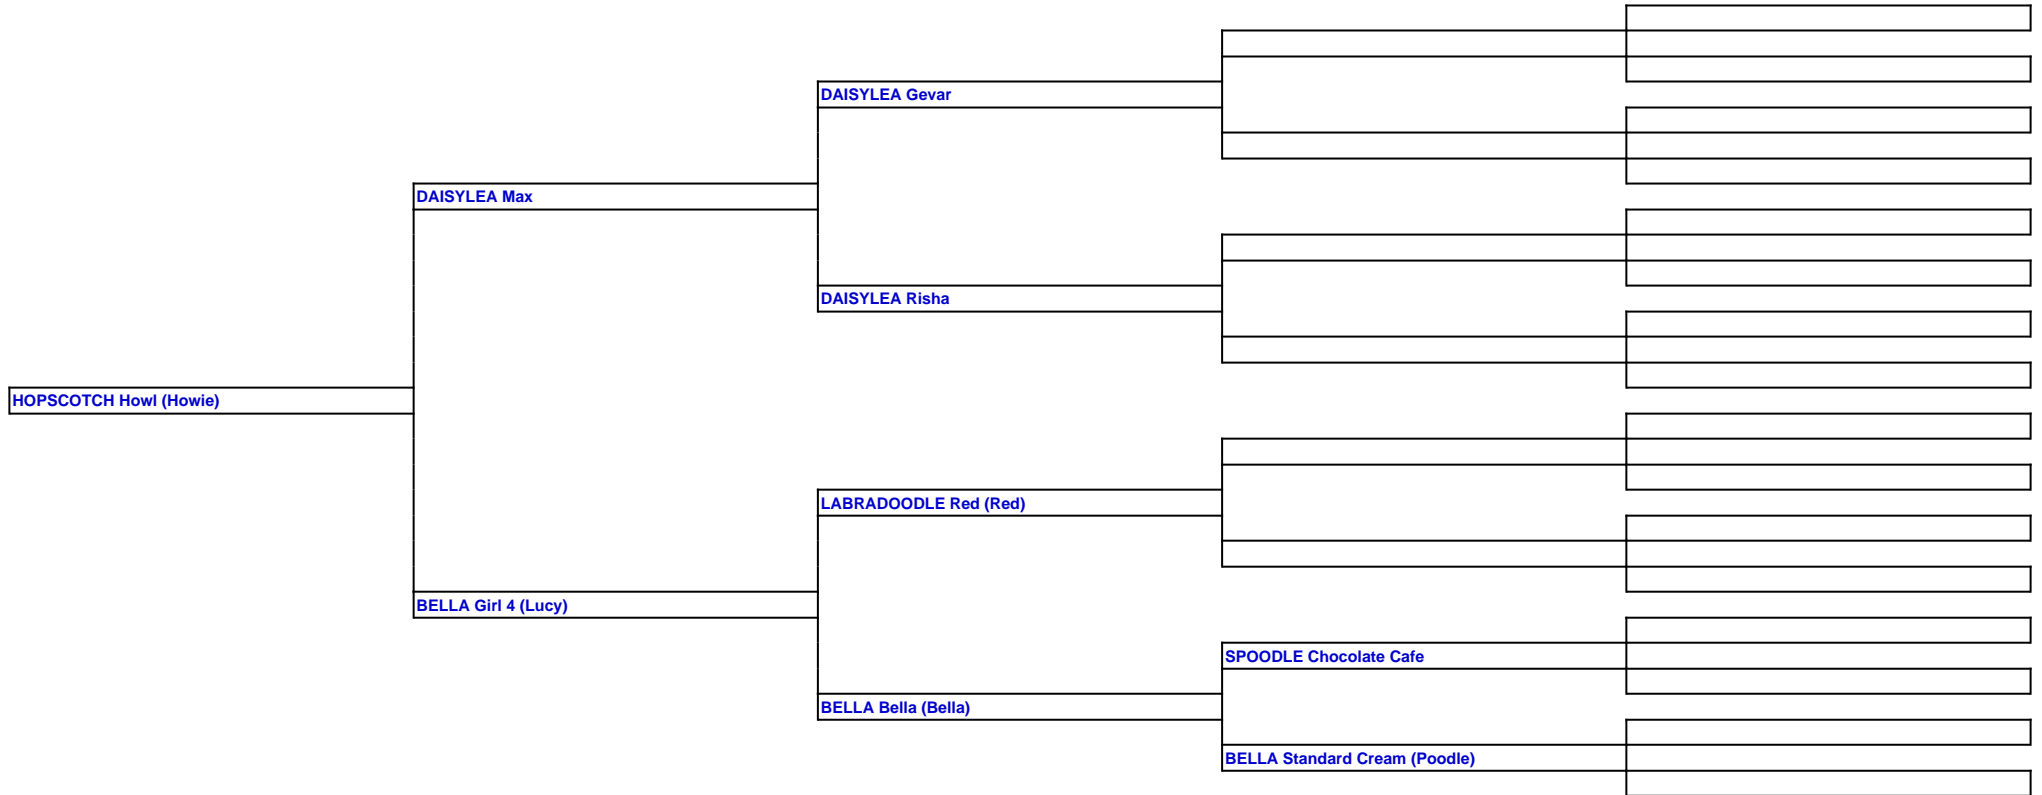 DAISYLEA Gevar
DAISYLEA Max
DAISYLEA Risha
HOPSCOTCH Howl (Howie)
LABRADOODLE Red (Red)
BELLA Girl 4 (Lucy)
SPOODLE Chocolate Cafe
BELLA Bella (Bella)
BELLA Standard Cream (Poodle)